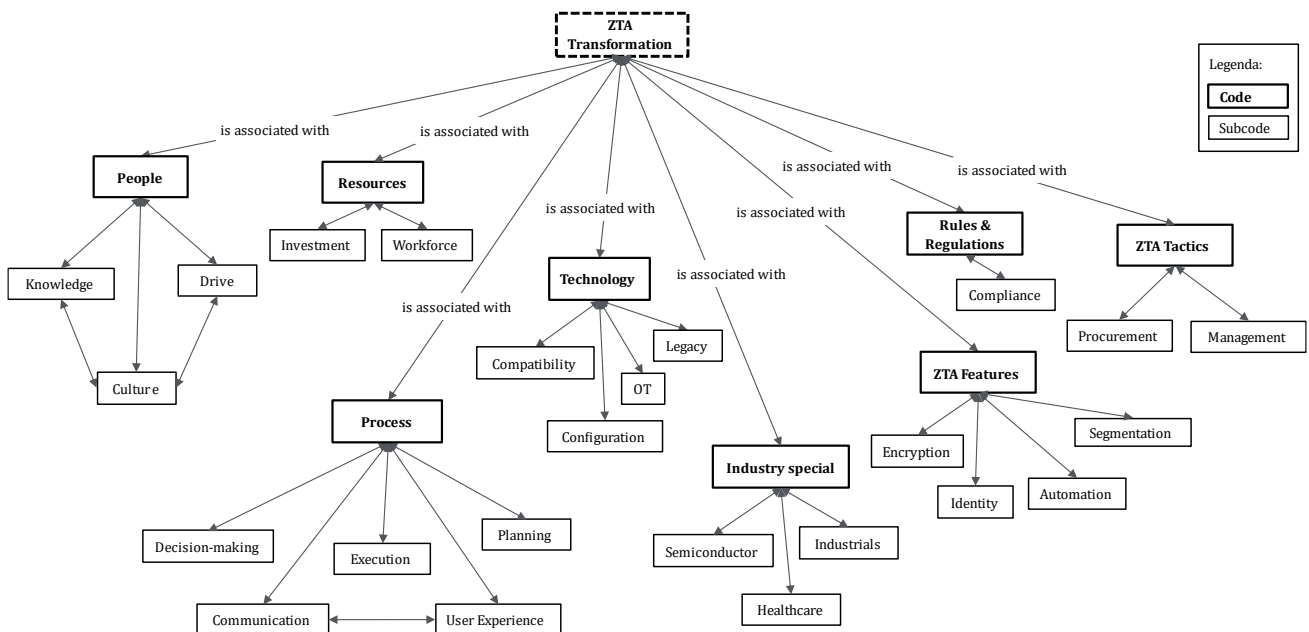 ZTA
Transformation
Legenda:
Code
Subcode
is associated with
is associated with
is associated with
is associated with
People
Resources
is associated with
is associated with
Rules &
Regulations
ZTA Tactics
Investment
Workforce
Technology
is associated with
Knowledge
Drive
Compliance
is associated with
Procurement
Management
Legacy
Compatibility
OT
Culture
ZTA Features
Process
Configuration
Segmentation
Encryption
Industry special
Identity
Automation
Planning
Decision-making
Execution
Semiconductor
Industrials
Healthcare
Communication
User Experience